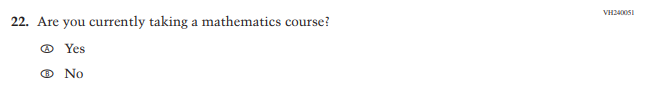 VH240051
22. Are you currently taking a mathematics course?
A Yes
B No